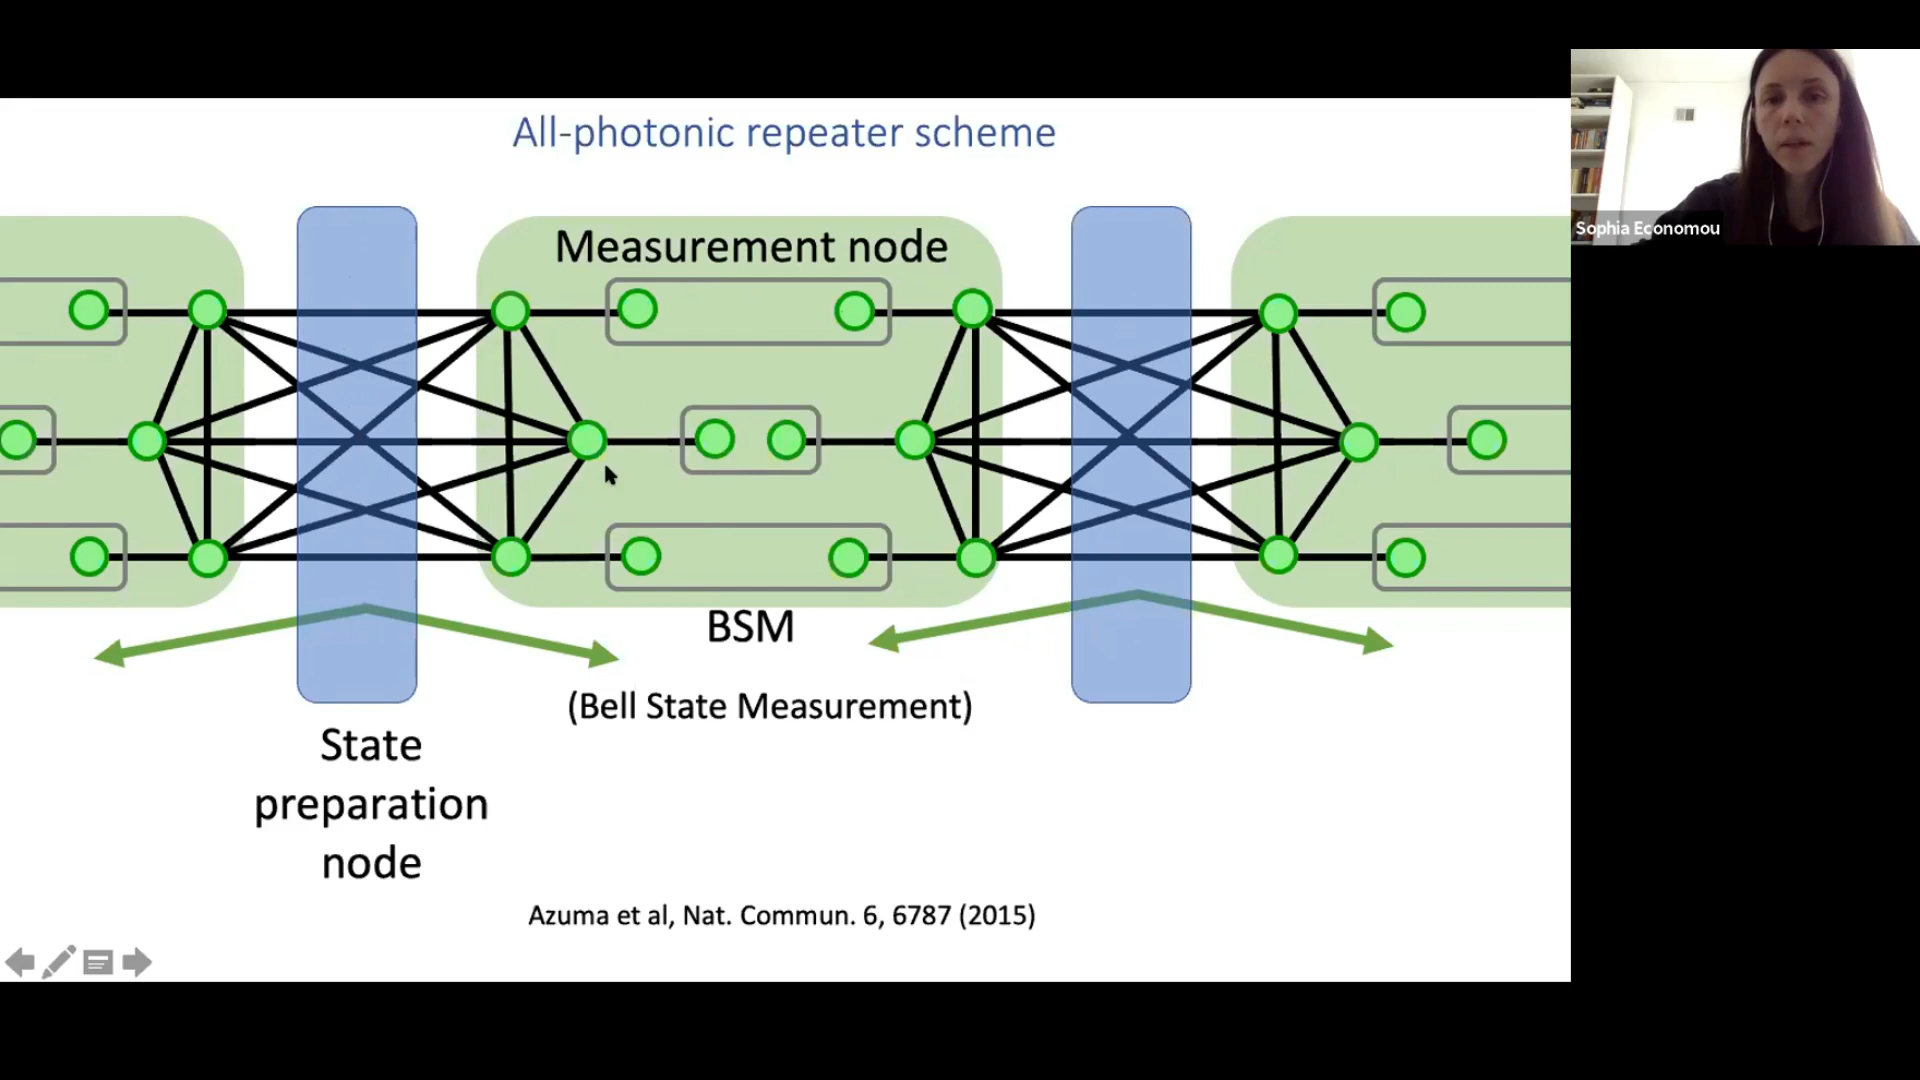 All-photonic repeater scheme
Sophia Economou
Measurement node
BSM
(Bell State Measurement)
State
preparation
node
Azuma et al, Nat. Commun. 6, 6787 (2015)